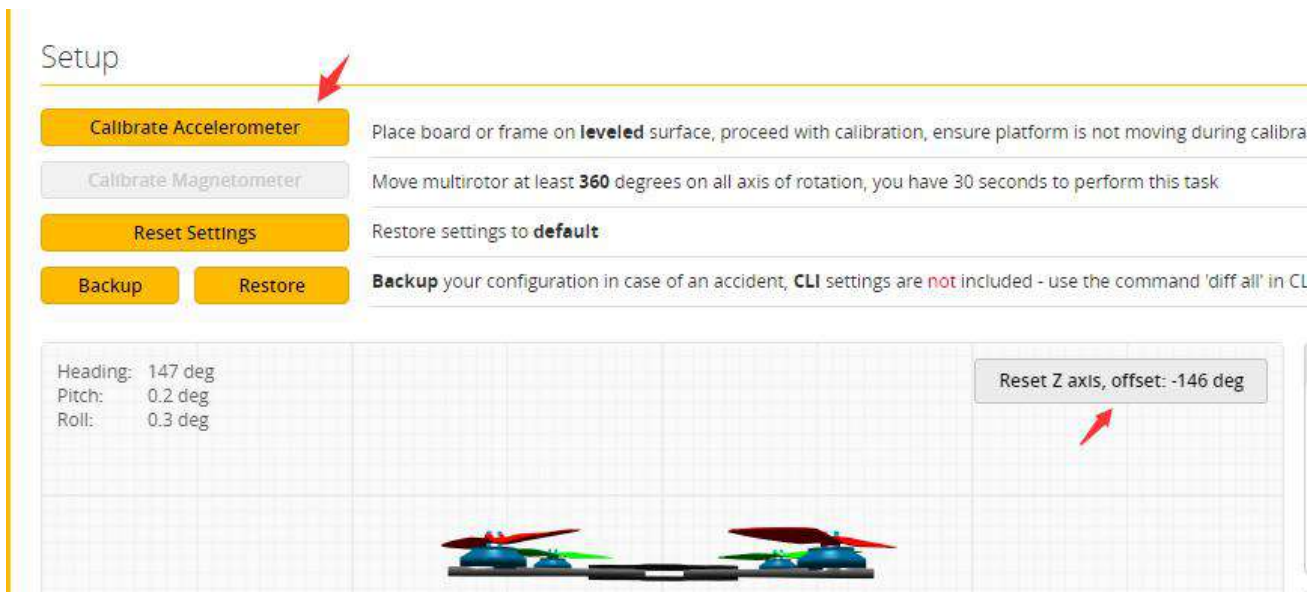 Setup
Calibrate Accelerometer
Place board or frame on leveled surface, proceed with calibration, ensure platform is not moving during calibra
Calibrate Magnetometer
Move multirotor at least 360 degrees on all axis of rotation, you have 30 seconds to perform this task
Reset Settings
Restore settings to default
Backup
Restore
Backup your configuration in case of an accident, CLI settings are not included - use the command 'diff all' in CL
Heading: 147 deg
Pitch: 0.2 deg
Roll: 0.3 deg
Reset Z axis, offset: -146 deg